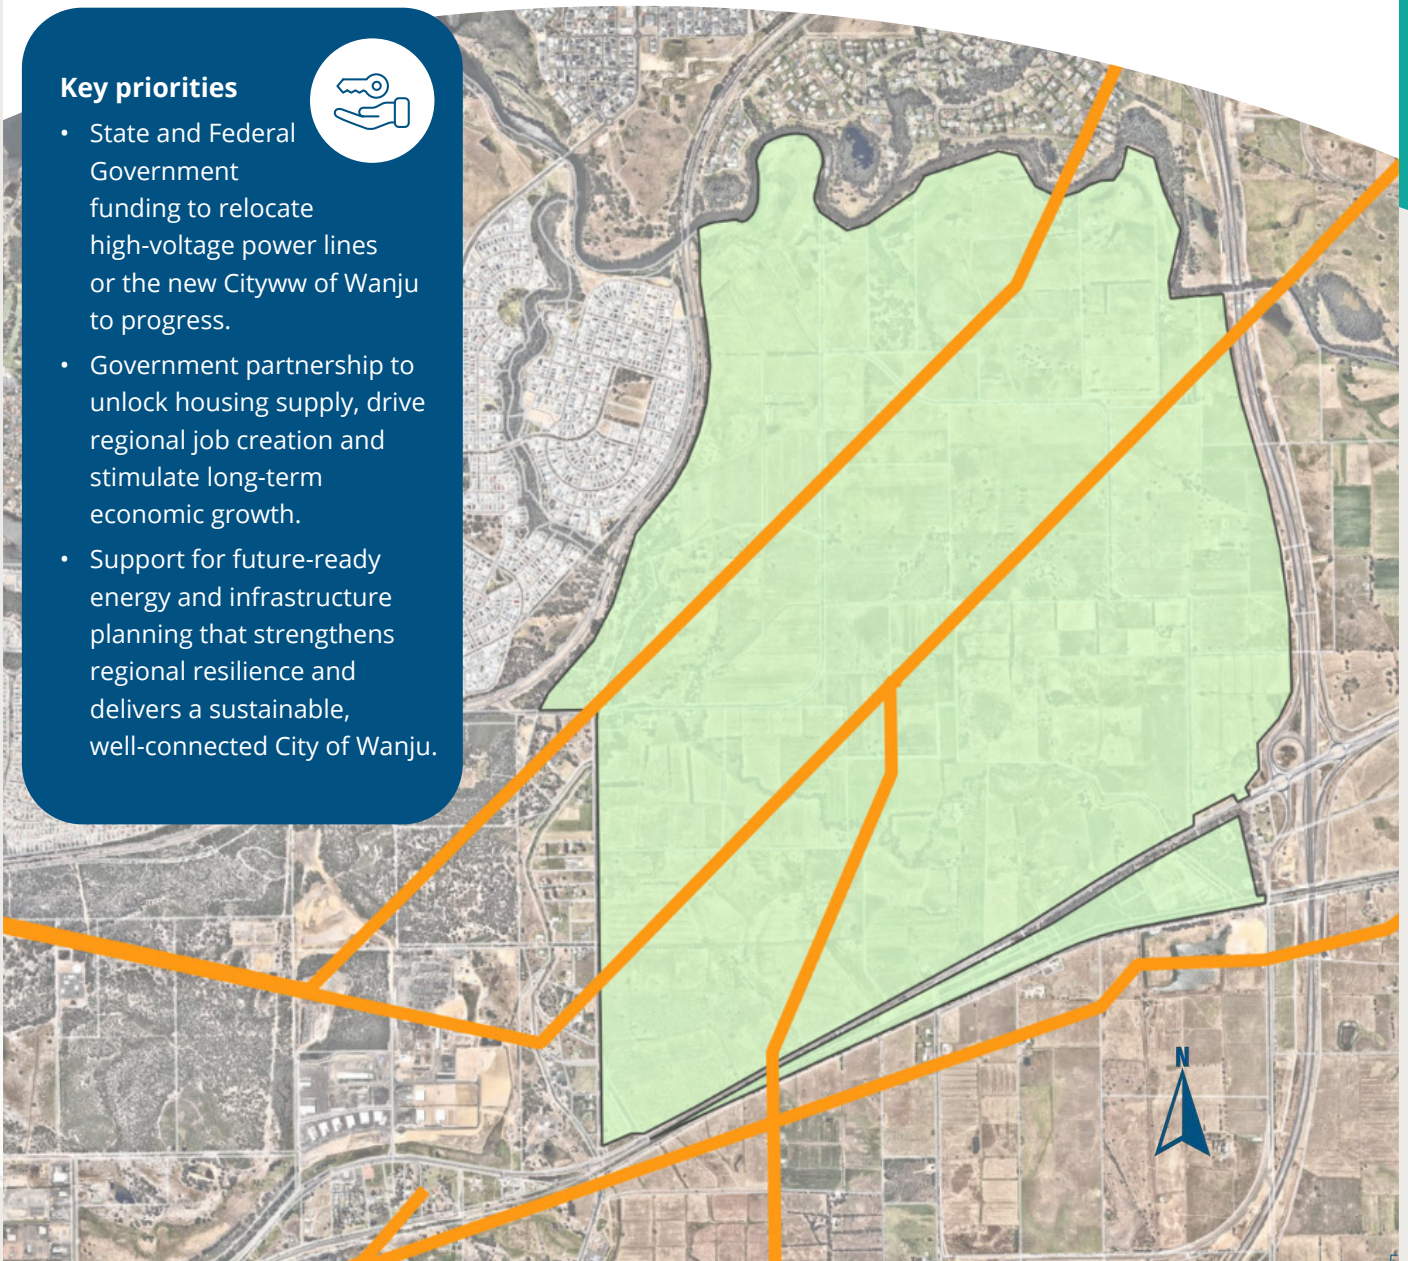 Key priorities
• State and Federal
Government
funding to relocate
high-voltage power lines
or the new Cityww of Wanju
to progress.
• Government partnership to
unlock housing supply, drive
regional job creation and
stimulate long-term
economic growth.
• Support for future-ready
energy and infrastructure
planning that strengthens
regional resilience and
delivers a sustainable,
well-connected City of Wanju.
N